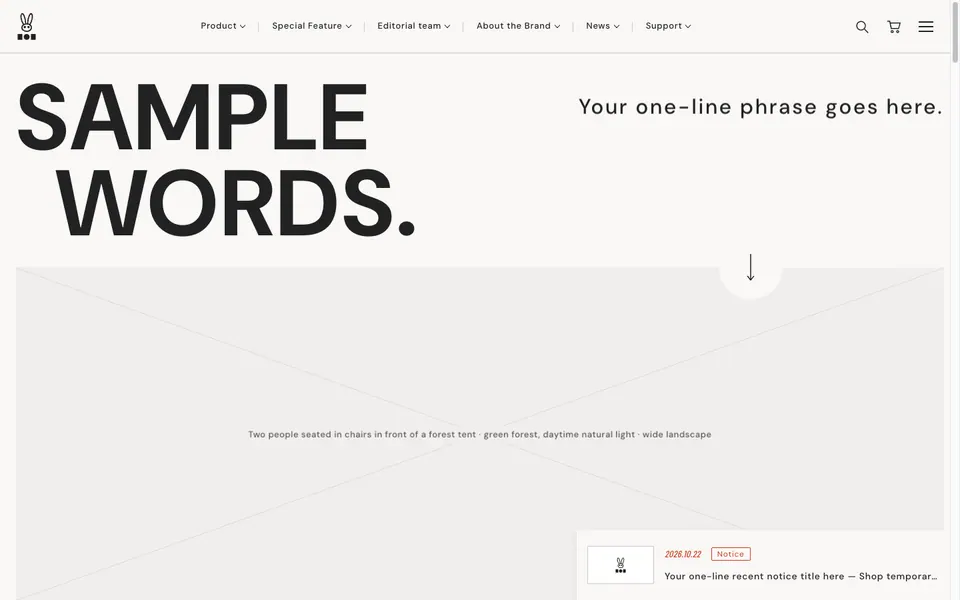 Product
Special Feature
Editorial team
About the Brand
News
Support
SAMPLE
WORDS.
Your one-line phrase goes here.
Two people seated in chairs in front of a forest tent · green forest, daytime natural light · wide landscape
2026.10.22
Notice
Your one-line recent notice title here — Shop temporar…